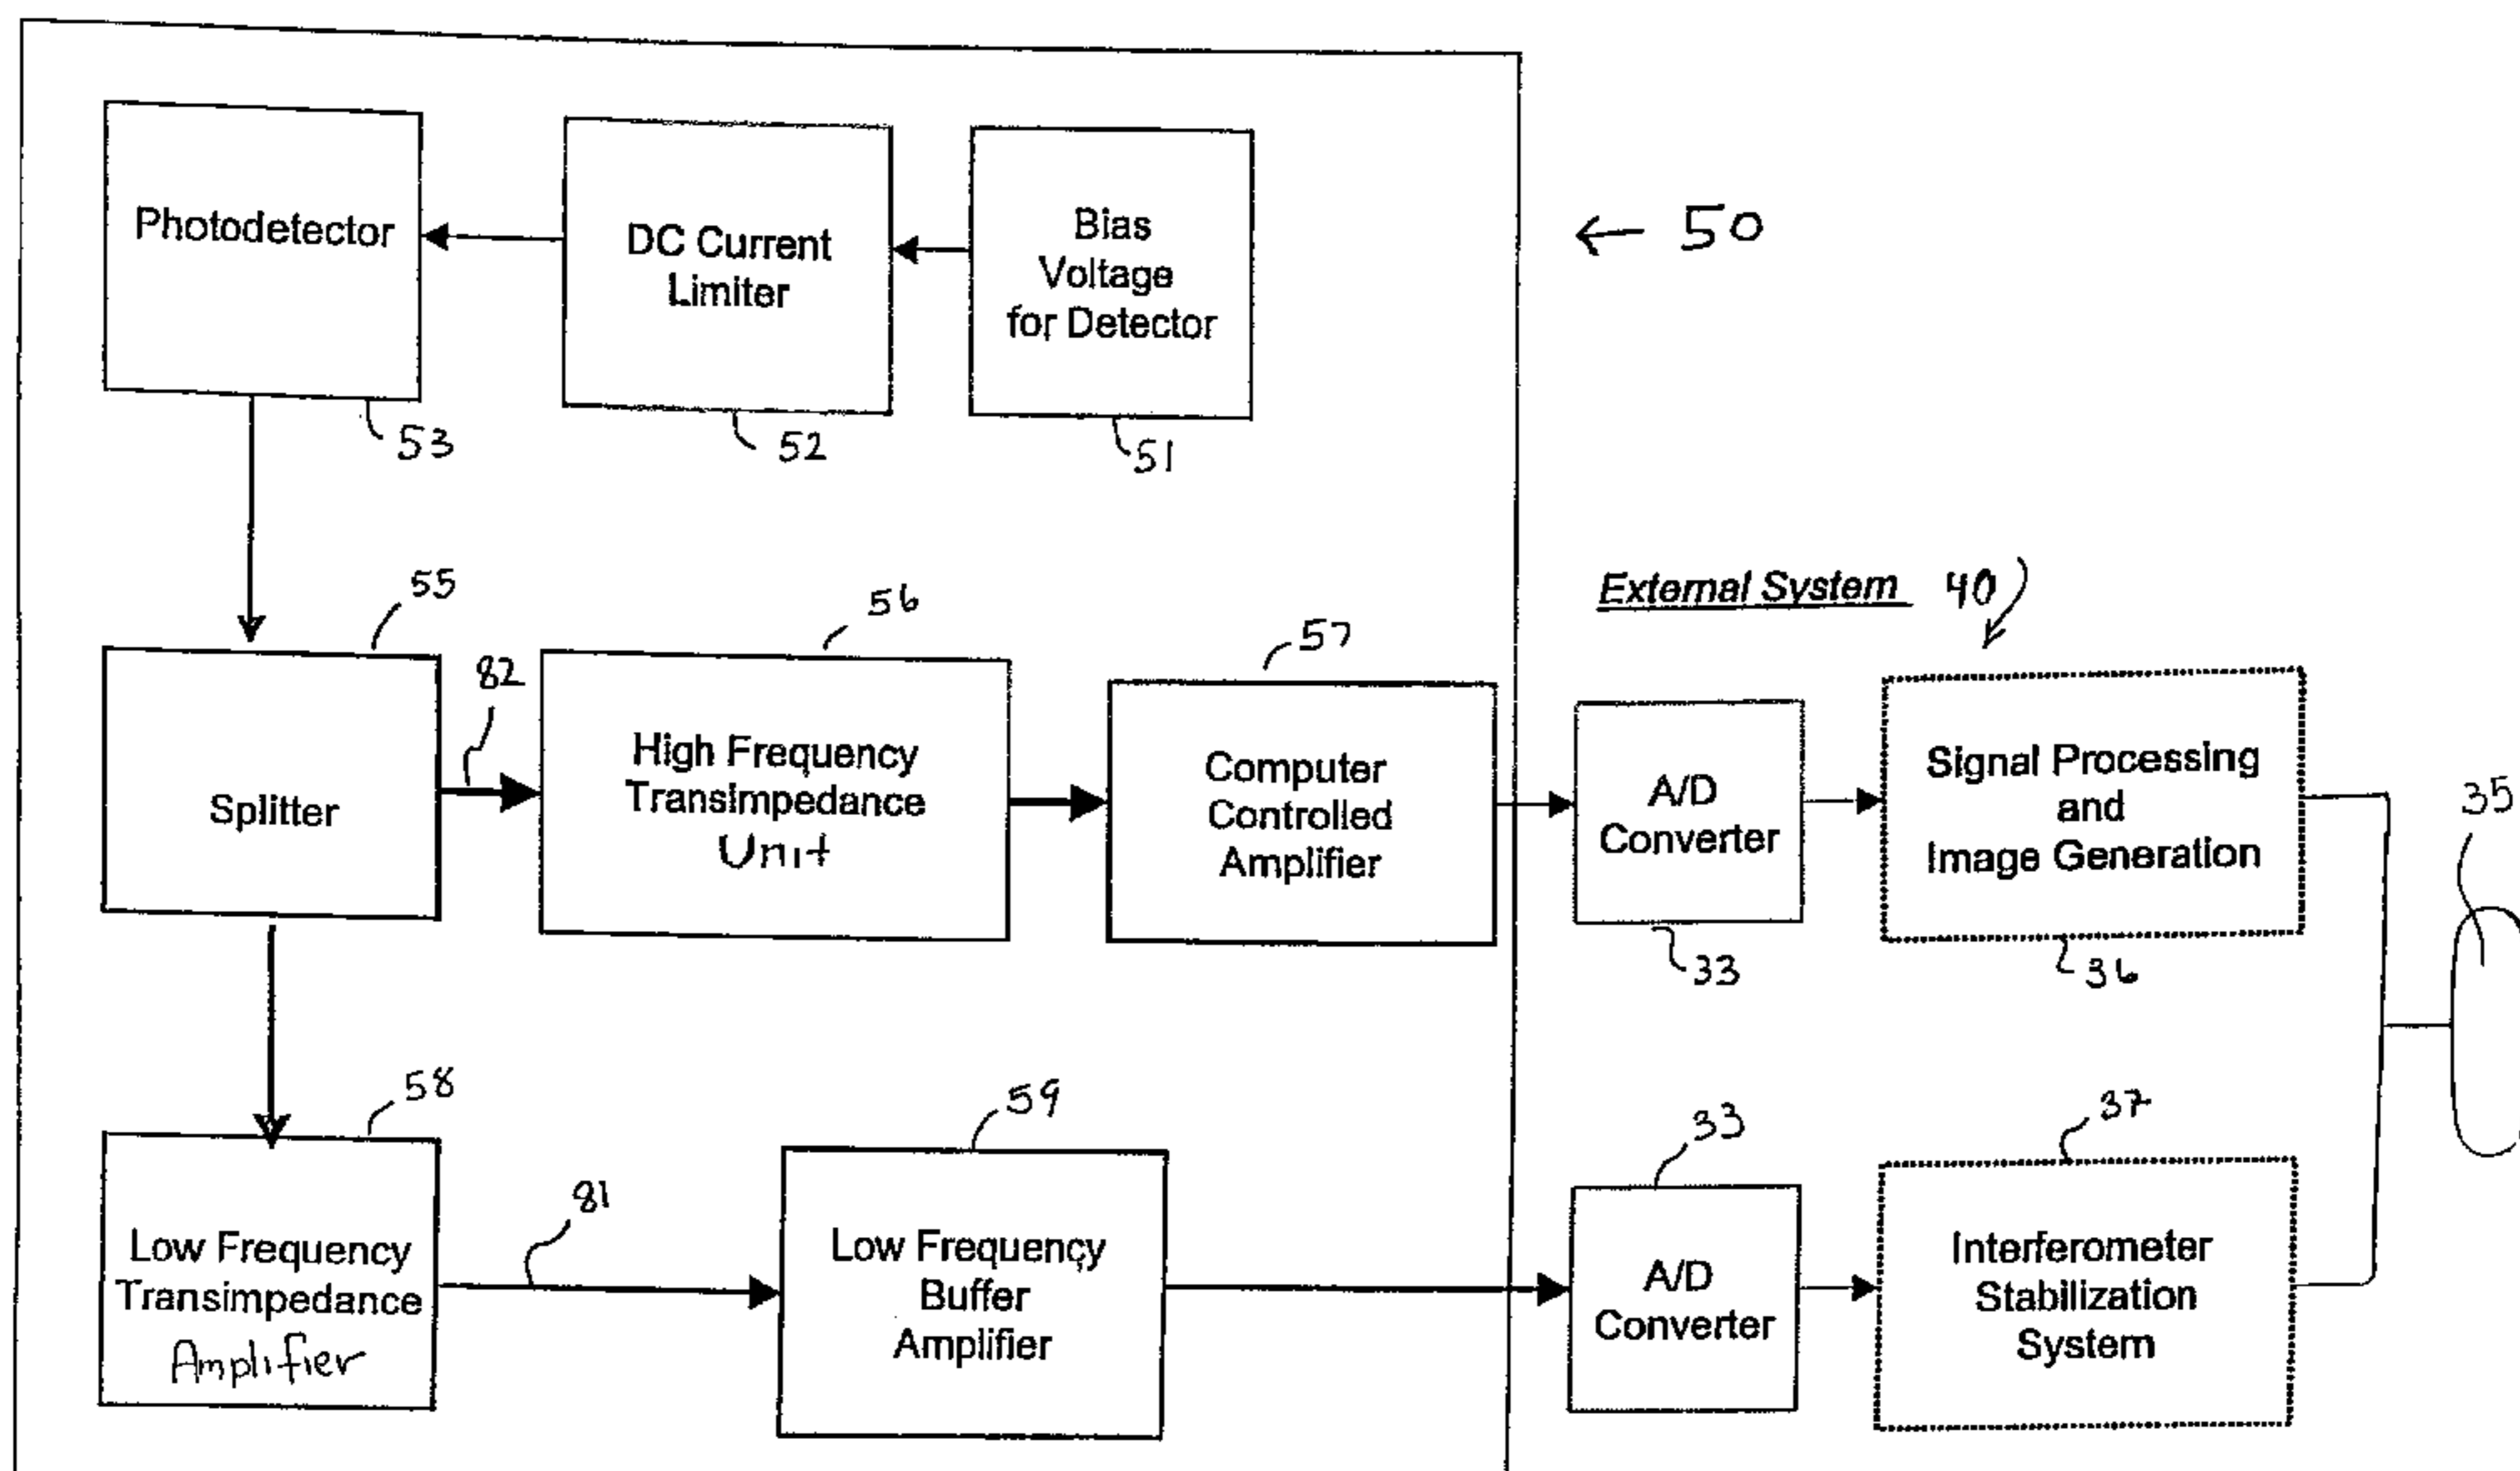 Photodetector
DC Current
Limiter
Bias
Voltage
for Detector
50
53
52
51
External System 40
55
82
56
57
Splitter
High Frequency
Transimpedance
Unit
Computer
Controlled
Amplifier
A/D
Converter
Signal Processing
and
Image Generation
35
33
36
58
81
59
33
37
Low Frequency
Transimpedance
Amplifier
Low Frequency
Buffer
Amplifier
A/D
Converter
Interferometer
Stabilization
System